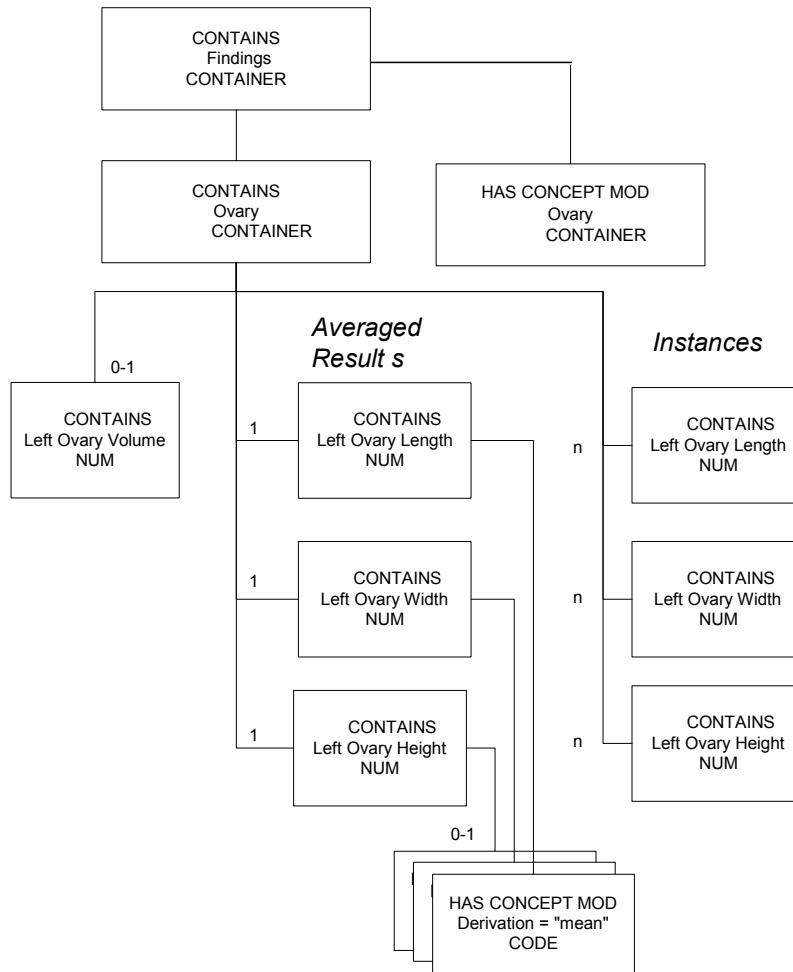 CONTAINS
Findings
CONTAINER
CONTAINS
Ovary
CONTAINER
HAS CONCEPT MOD
Ovary
CONTAINER
Averaged
Result s
Instances
0-1
CONTAINS
Left Ovary Volume
NUM
1
CONTAINS
Left Ovary Length
NUM
n
CONTAINS
Left Ovary Length
NUM
1
CONTAINS
Left Ovary Width
NUM
n
CONTAINS
Left Ovary Width
NUM
1
CONTAINS
Left Ovary Height
NUM
n
CONTAINS
Left Ovary Height
NUM
0-1
HAS CONCEPT MOD
Derivation = "mean"
CODE